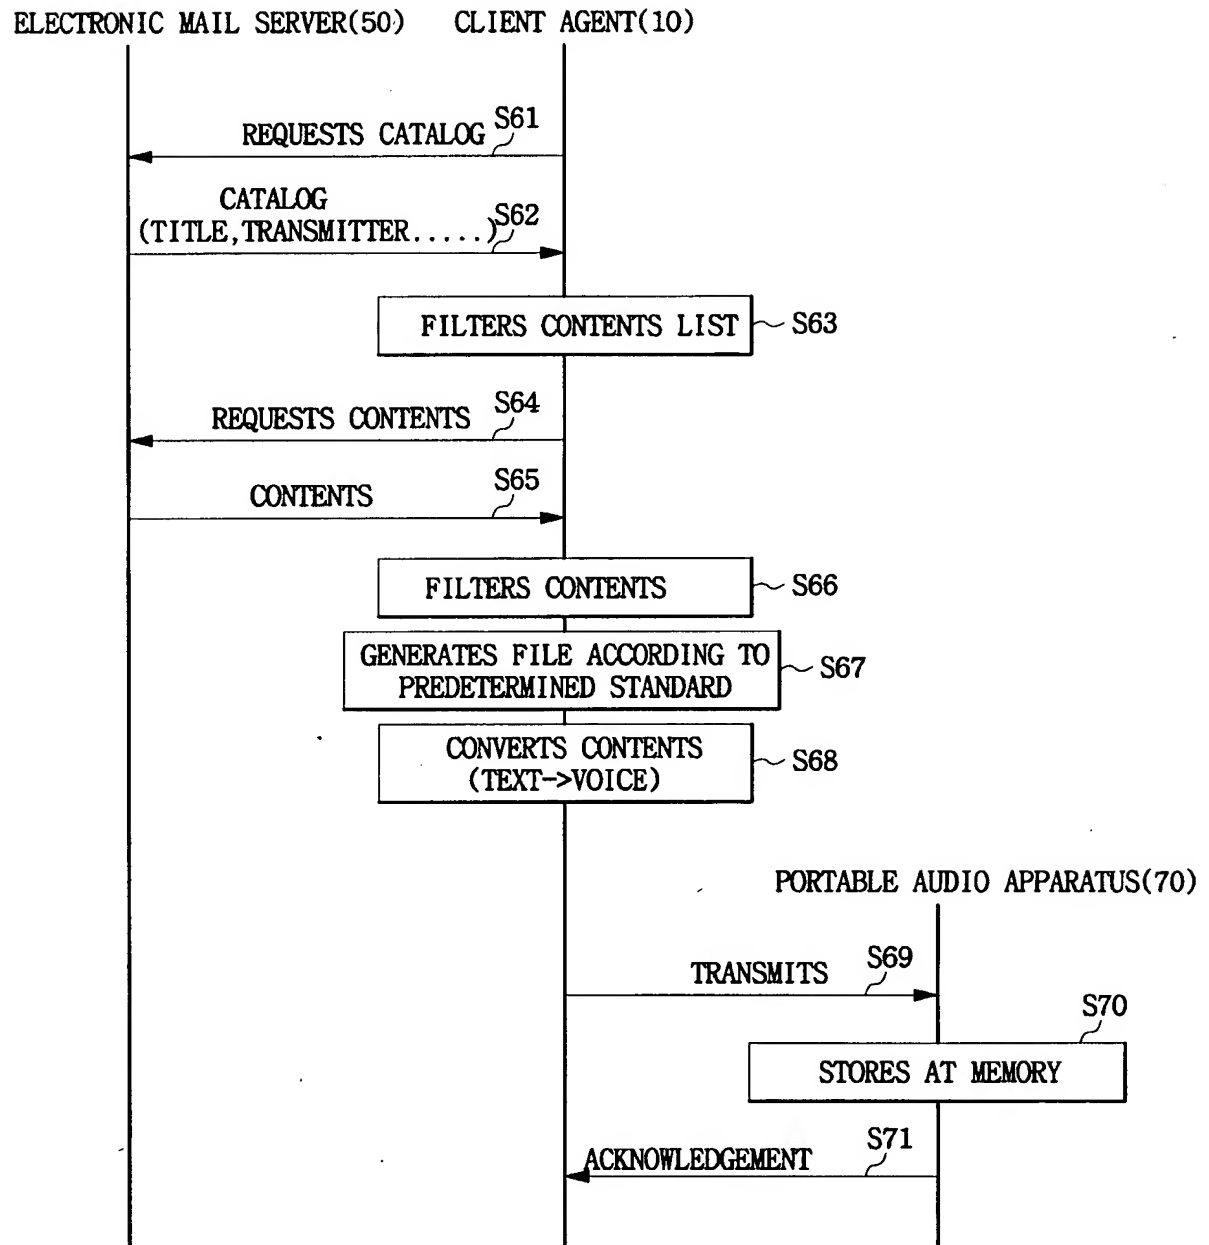 ELECTRONIC MAIL SERVER(50) CLIENT AGENT(10)
S61
REQUESTS CATALOG
CATALOG
(TITLE,TRANSMITTER.....)
S62
FILTERS CONTENTS LIST
S63
S64
REQUESTS CONTENTS
S65
CONTENTS
FILTERS CONTENTS
S66
GENERATES FILE ACCORDING TO
PREDETERMINED STANDARD
S67
CONVERTS CONTENTS
(TEXT->VOICE)
S68
PORTABLE AUDIO APPARATUS(70)
S69
TRANSMITS
S70
STORES AT MEMORY
S71
ACKNOWLEDGEMENT